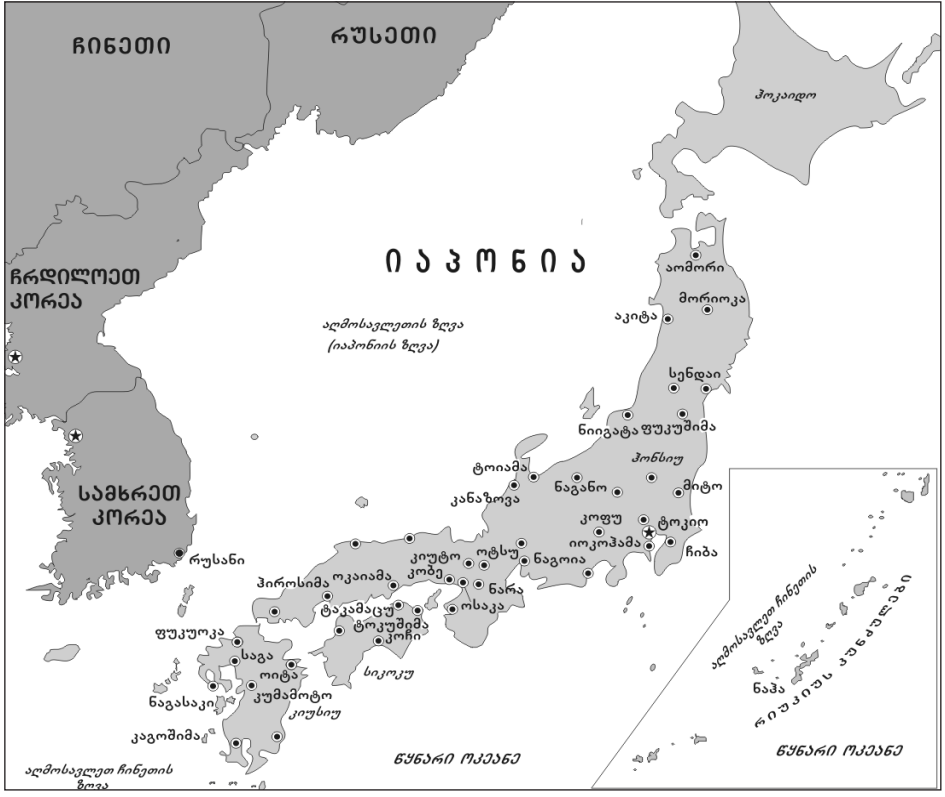 ჩინეთი
რუსეთი
ჰოკაიდო
იაპონია
ჩრდილოეთ
კორეა
აომორი
მორიოკა
აკიტა
აღმოსავლეთის ზღვა
(იაპონიის ზღვა)
სენდაი
ნიიგატა
ფუკუშიმა
ჰონსიუ
ტოიამა
კანაზოვა
ნაგანო
მიტო
სამხრეთ
კორეა
კოფუ
ტოკიო
იოკოჰამა
ჩიბა
რუსანი
კიუტო
ოტსუ
ნაგოია
კობე
ჰიროსიმა
ოკაიამა
ნარა
ოსაკა
ტაკამაცუ
ტოკუშიმა
კოჩი
სიკოკუ
ფუკუოკა
საგა
ოიტა
კუმამოტო
ნაგასაკი
კიუსიუ
კაგოშიმა
აღმოსავლეთ ჩინეთის
ზღვა
წყნარი ოკეანე
აღმოსავლეთ ჩინეთის
ზღვა
ნაჰა
რიუკიუს კუნძულები
წყნარი ოკეანე